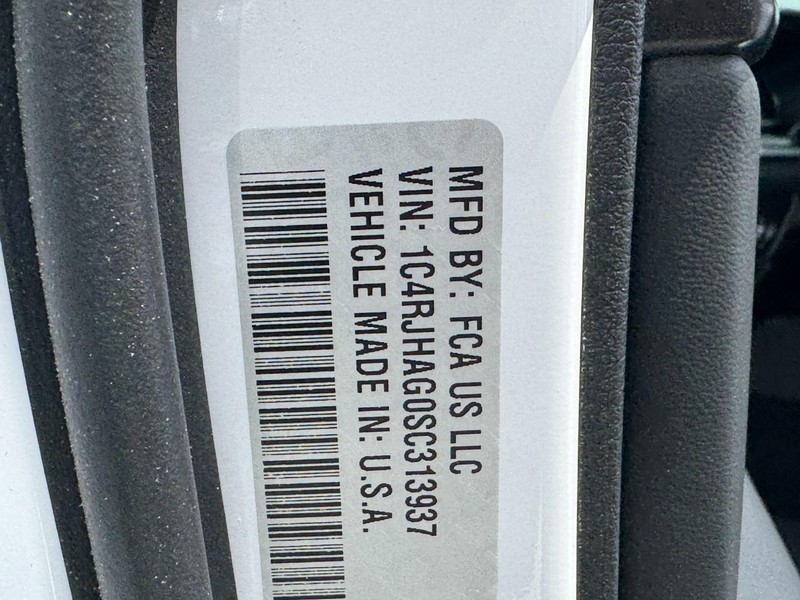 MFD BY: FCA US LLC
VIN: 1C4RJHAG0SC313937
VEHICLE MADE IN: U.S.A.